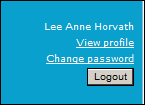 Lee Anne Horvath
View profile
Change password
Logout